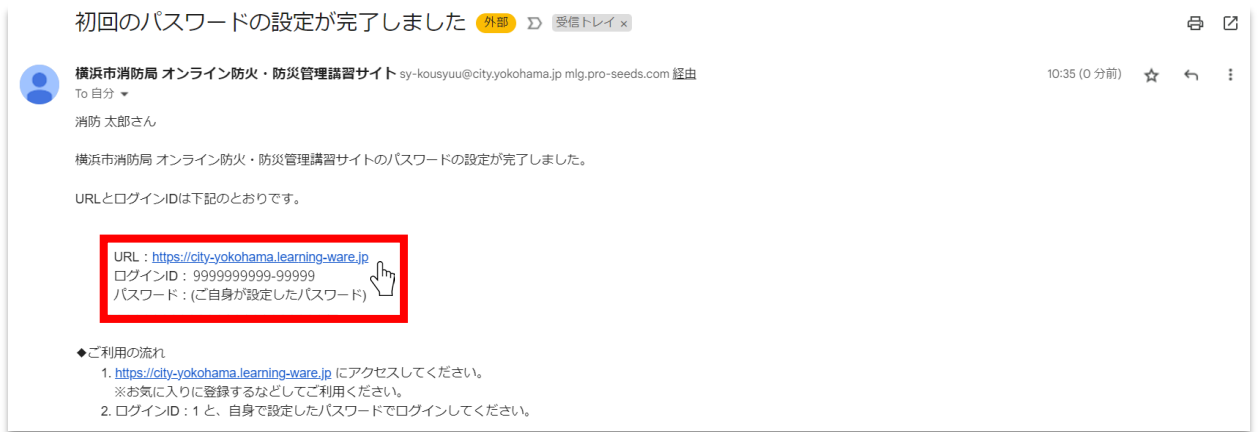 初回のパスワードの設定が完了しました 外部 受信トレイ ×
横浜市消防局 オンライン防火・防災管理講習サイト sy-kousyuu@city.yokohama.jp mlg.pro-seeds.com 経由 10:35 (0 分前)
To 自分
消防 太郎さん
横浜市消防局 オンライン防火・防災管理講習サイトのパスワードの設定が完了しました。
URLとログインIDは下記のとおりです。
URL：https://city-yokohama.learning-ware.jp
ログインID： 9999999999-99999
パスワード：(ご自身が設定したパスワード)
◆ご利用の流れ
1. https://city-yokohama.learning-ware.jp にアクセスしてください。
※お気に入りに登録するなどしてご利用ください。
2. ログインID：1 と、自身で設定したパスワードでログインしてください。